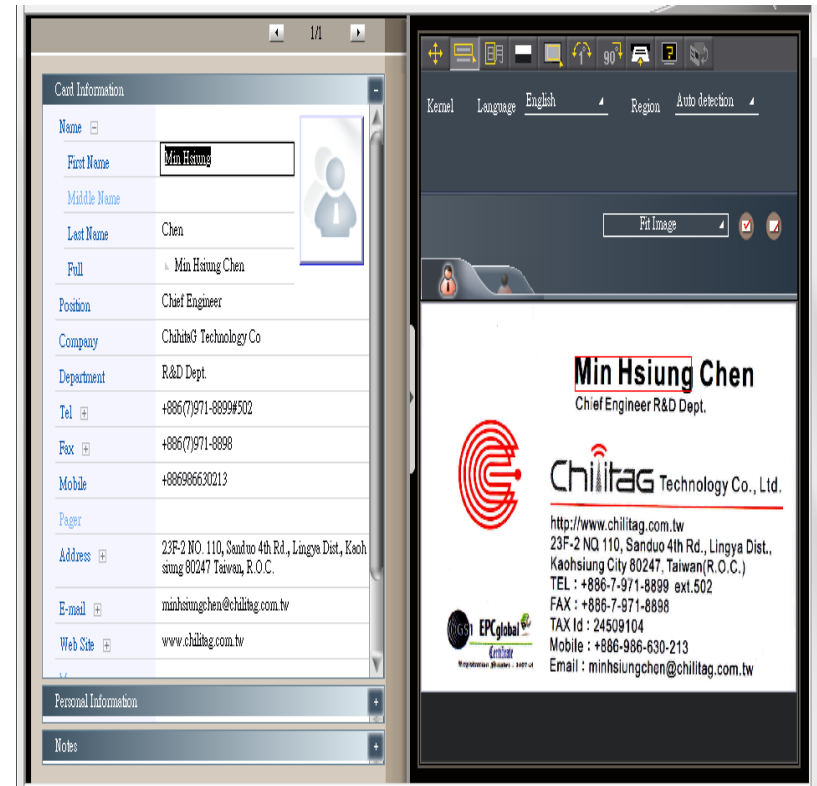 1/1
Card Information
Name
First Name Min Hsiung
Middle Name
Last Name Chen
Full Min Hsiung Chen
Position Chief Engineer
Company ChihitaG Technology Co
Department R&D Dept.
Tel +886(7)971-8899#502
Fax +886(7)971-8898
Mobile +886986630213
Pager
Address 23F-2 NO. 110, Sanduo 4th Rd., Lingya Dist., Kaoh
siung 80247 Taiwan, R.O.C.
E-mail minhsiungchen@chilitag.com.tw
Web Site www.chilitag.com.tw
Personal Information
Notes
1°
90°
?
Kernel Language English Region Auto detection
Fit Image
Min Hsiung Chen
Chief Engineer R&D Dept.
ChilitaG Technology Co., Ltd.
http://www.chilitag.com.tw
23F-2 NO. 110, Sanduo 4th Rd., Lingya Dist.,
Kaohsiung City 80247, Taiwan(R.O.C.)
TEL : +886-7-971-8899 ext.502
FAX : +886-7-971-8898
TAX Id : 24509104
Mobile : +886-986-630-213
Email : minhsiungchen@chilitag.com.tw
GS1 EPCglobal
Certificate